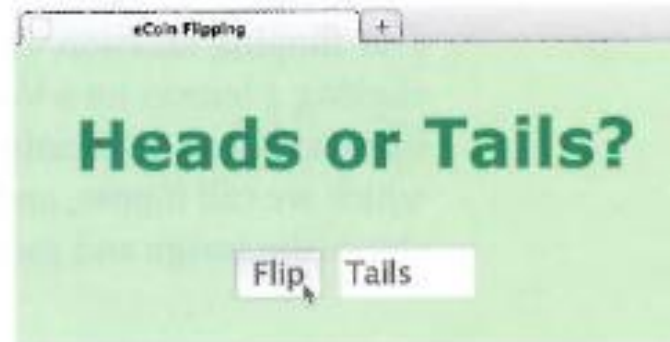 eCoin Flipping +
Heads or Tails?
Flip Tails